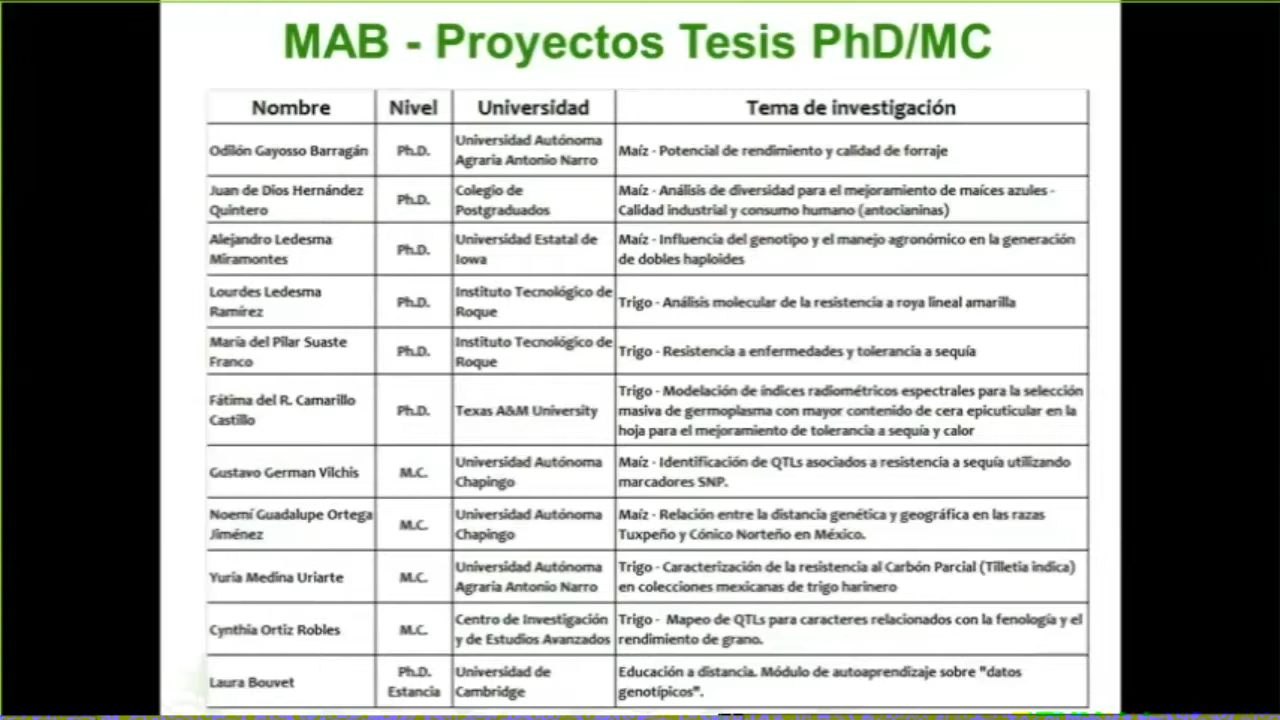 MAB - Proyectos Tesis PhD/MC
Nombre Nivel Universidad Tema de investigación
Odilón Gayosso Barragán Ph.D. Universidad Autónoma Agraria Antonio Narro Maíz - Potencial de rendimiento y calidad de forraje
Juan de Dios Hernández Quintero Ph.D. Colegio de Postgraduados Maíz - Análisis de diversidad para el mejoramiento de maíces azules - Calidad industrial y consumo humano (antocianinas)
Alejandro Ledesma Miramontes Ph.D. Universidad Estatal de Iowa Maíz - Influencia del genotipo y el manejo agronómico en la generación de dobles haploides
Lourdes Ledesma Ramírez Ph.D. Instituto Tecnológico de Roque Trigo - Análisis molecular de la resistencia a roya lineal amarilla
María del Pilar Suaste Franco Ph.D. Instituto Tecnológico de Roque Trigo - Resistencia a enfermedades y tolerancia a sequía
Fátima del R. Camarillo Castillo Ph.D. Texas A&M University Trigo - Modelación de índices radiométricos espectrales para la selección masiva de germoplasma con mayor contenido de cera epicuticular en la hoja para el mejoramiento de tolerancia a sequía y calor
Gustavo German Vilchis M.C. Universidad Autónoma Chapingo Maíz - Identificación de QTLs asociados a resistencia a sequía utilizando marcadores SNP.
Noemí Guadalupe Ortega Jiménez M.C. Universidad Autónoma Chapingo Maíz - Relación entre la distancia genética y geográfica en las razas Tuxpeño y Cónico Norteño en México.
Yuria Medina Uriarte M.C. Universidad Autónoma Agraria Antonio Narro Trigo - Caracterización de la resistencia al Carbón Parcial (Tilletia indica) en colecciones mexicanas de trigo harinero
Cynthia Ortiz Robles M.C. Centro de Investigación y de Estudios Avanzados Trigo - Mapeo de QTLs para caracteres relacionados con la fenología y el rendimiento de grano.
Laura Bouvet Ph.D. Estancia Universidad de Cambridge Educación a distancia. Módulo de autoaprendizaje sobre "datos genotípicos".